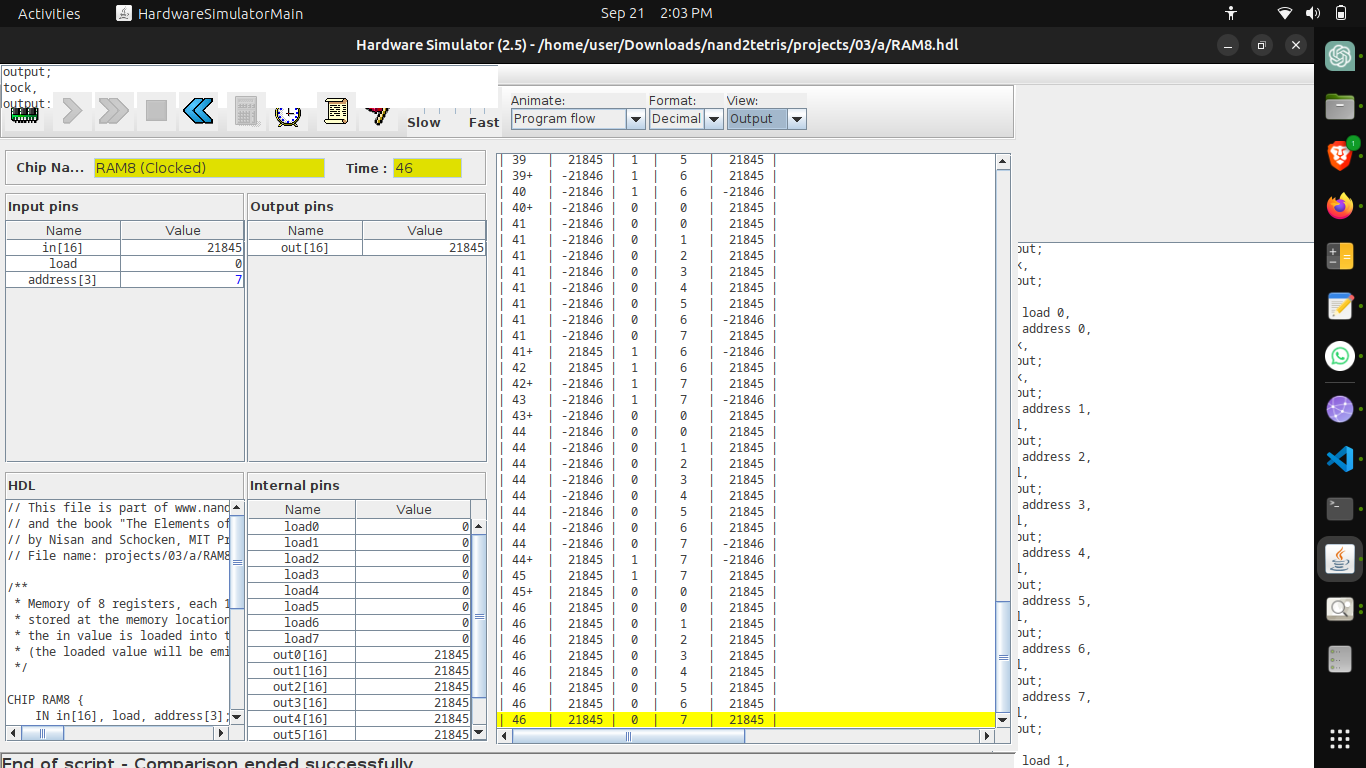 Activities HardwareSImulatorMain Sep 21 2:03 PM
Hardware Simulator (2.5) - /home/user/Downloads/nand2tetris/projects/03/a/RAM8.hdl
output;
tock,
output;
Slow Fast
Animate: Format: View:
Program flow Decimal Output
Chip Na... RAM8 (Clocked) Time : 46
Input pins
Name Value
in[16] 21845
load 0
address[3] 7
Output pins
Name Value
out[16] 21845
HDL
// This file is part of www.nand
// and the book "The Elements of
// by Nisan and Schocken, MIT Pr
// File name: projects/03/a/RAM8
/**
* Memory of 8 registers, each 1
* stored at the memory location
* the in value is loaded into t
* (the loaded value will be emi
*/
CHIP RAM8 {
IN in[16], load, address[3];
Internal pins
Name Value
load0 0
load1 0
load2 0
load3 0
load4 0
load5 0
load6 0
load7 0
out0[16] 21845
out1[16] 21845
out2[16] 21845
out3[16] 21845
out4[16] 21845
out5[16] 21845
| 39 | 21845 | 1 | 5 | 21845 |
| 39+ | -21846 | 1 | 6 | 21845 |
| 40 | -21846 | 1 | 6 | -21846 |
| 40+ | -21846 | 0 | 0 | 21845 |
| 41 | -21846 | 0 | 0 | 21845 |
| 41 | -21846 | 0 | 1 | 21845 |
| 41 | -21846 | 0 | 2 | 21845 |
| 41 | -21846 | 0 | 3 | 21845 |
| 41 | -21846 | 0 | 4 | 21845 |
| 41 | -21846 | 0 | 5 | 21845 |
| 41 | -21846 | 0 | 6 | -21846 |
| 41 | -21846 | 0 | 7 | 21845 |
| 41+ | 21845 | 1 | 6 | -21846 |
| 42 | 21845 | 1 | 6 | 21845 |
| 42+ | -21846 | 1 | 7 | 21845 |
| 43 | -21846 | 1 | 7 | -21846 |
| 43+ | -21846 | 0 | 0 | 21845 |
| 44 | -21846 | 0 | 0 | 21845 |
| 44 | -21846 | 0 | 1 | 21845 |
| 44 | -21846 | 0 | 2 | 21845 |
| 44 | -21846 | 0 | 3 | 21845 |
| 44 | -21846 | 0 | 4 | 21845 |
| 44 | -21846 | 0 | 5 | 21845 |
| 44 | -21846 | 0 | 6 | 21845 |
| 44 | -21846 | 0 | 7 | -21846 |
| 44+ | 21845 | 1 | 7 | -21846 |
| 45 | 21845 | 1 | 7 | 21845 |
| 45+ | 21845 | 0 | 0 | 21845 |
| 46 | 21845 | 0 | 0 | 21845 |
| 46 | 21845 | 0 | 1 | 21845 |
| 46 | 21845 | 0 | 2 | 21845 |
| 46 | 21845 | 0 | 3 | 21845 |
| 46 | 21845 | 0 | 4 | 21845 |
| 46 | 21845 | 0 | 5 | 21845 |
| 46 | 21845 | 0 | 6 | 21845 |
| 46 | 21845 | 0 | 7 | 21845 |
put;
k,
put;
load 0,
address 0,
k,
put;
k,
put;
address 1,
l,
put;
address 2,
l,
put;
address 3,
l,
put;
address 4,
l,
put;
address 5,
l,
put;
address 6,
l,
put;
address 7,
l,
put;
load 1,
End of script - Comparison ended successfully
1